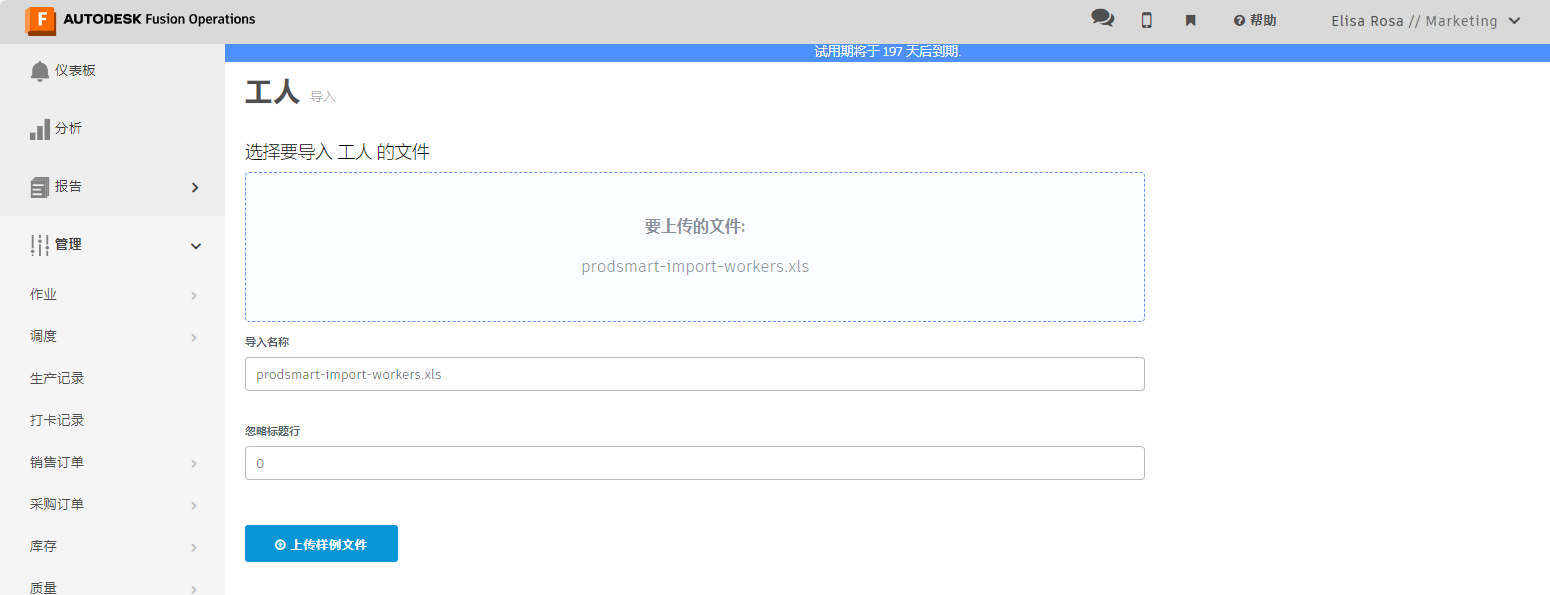 AUTODESK Fusion Operations
帮助
Elisa Rosa // Marketing
试用期将于 197 天后到期.
仪表板
分析
报告
管理
作业
调度
生产记录
打卡记录
销售订单
采购订单
库存
质量
工人 导入
选择要导入 工人 的文件
要上传的文件:
prodsmart-import-workers.xls
导入名称
prodsmart-import-workers.xls
忽略标题行
0
上传样例文件